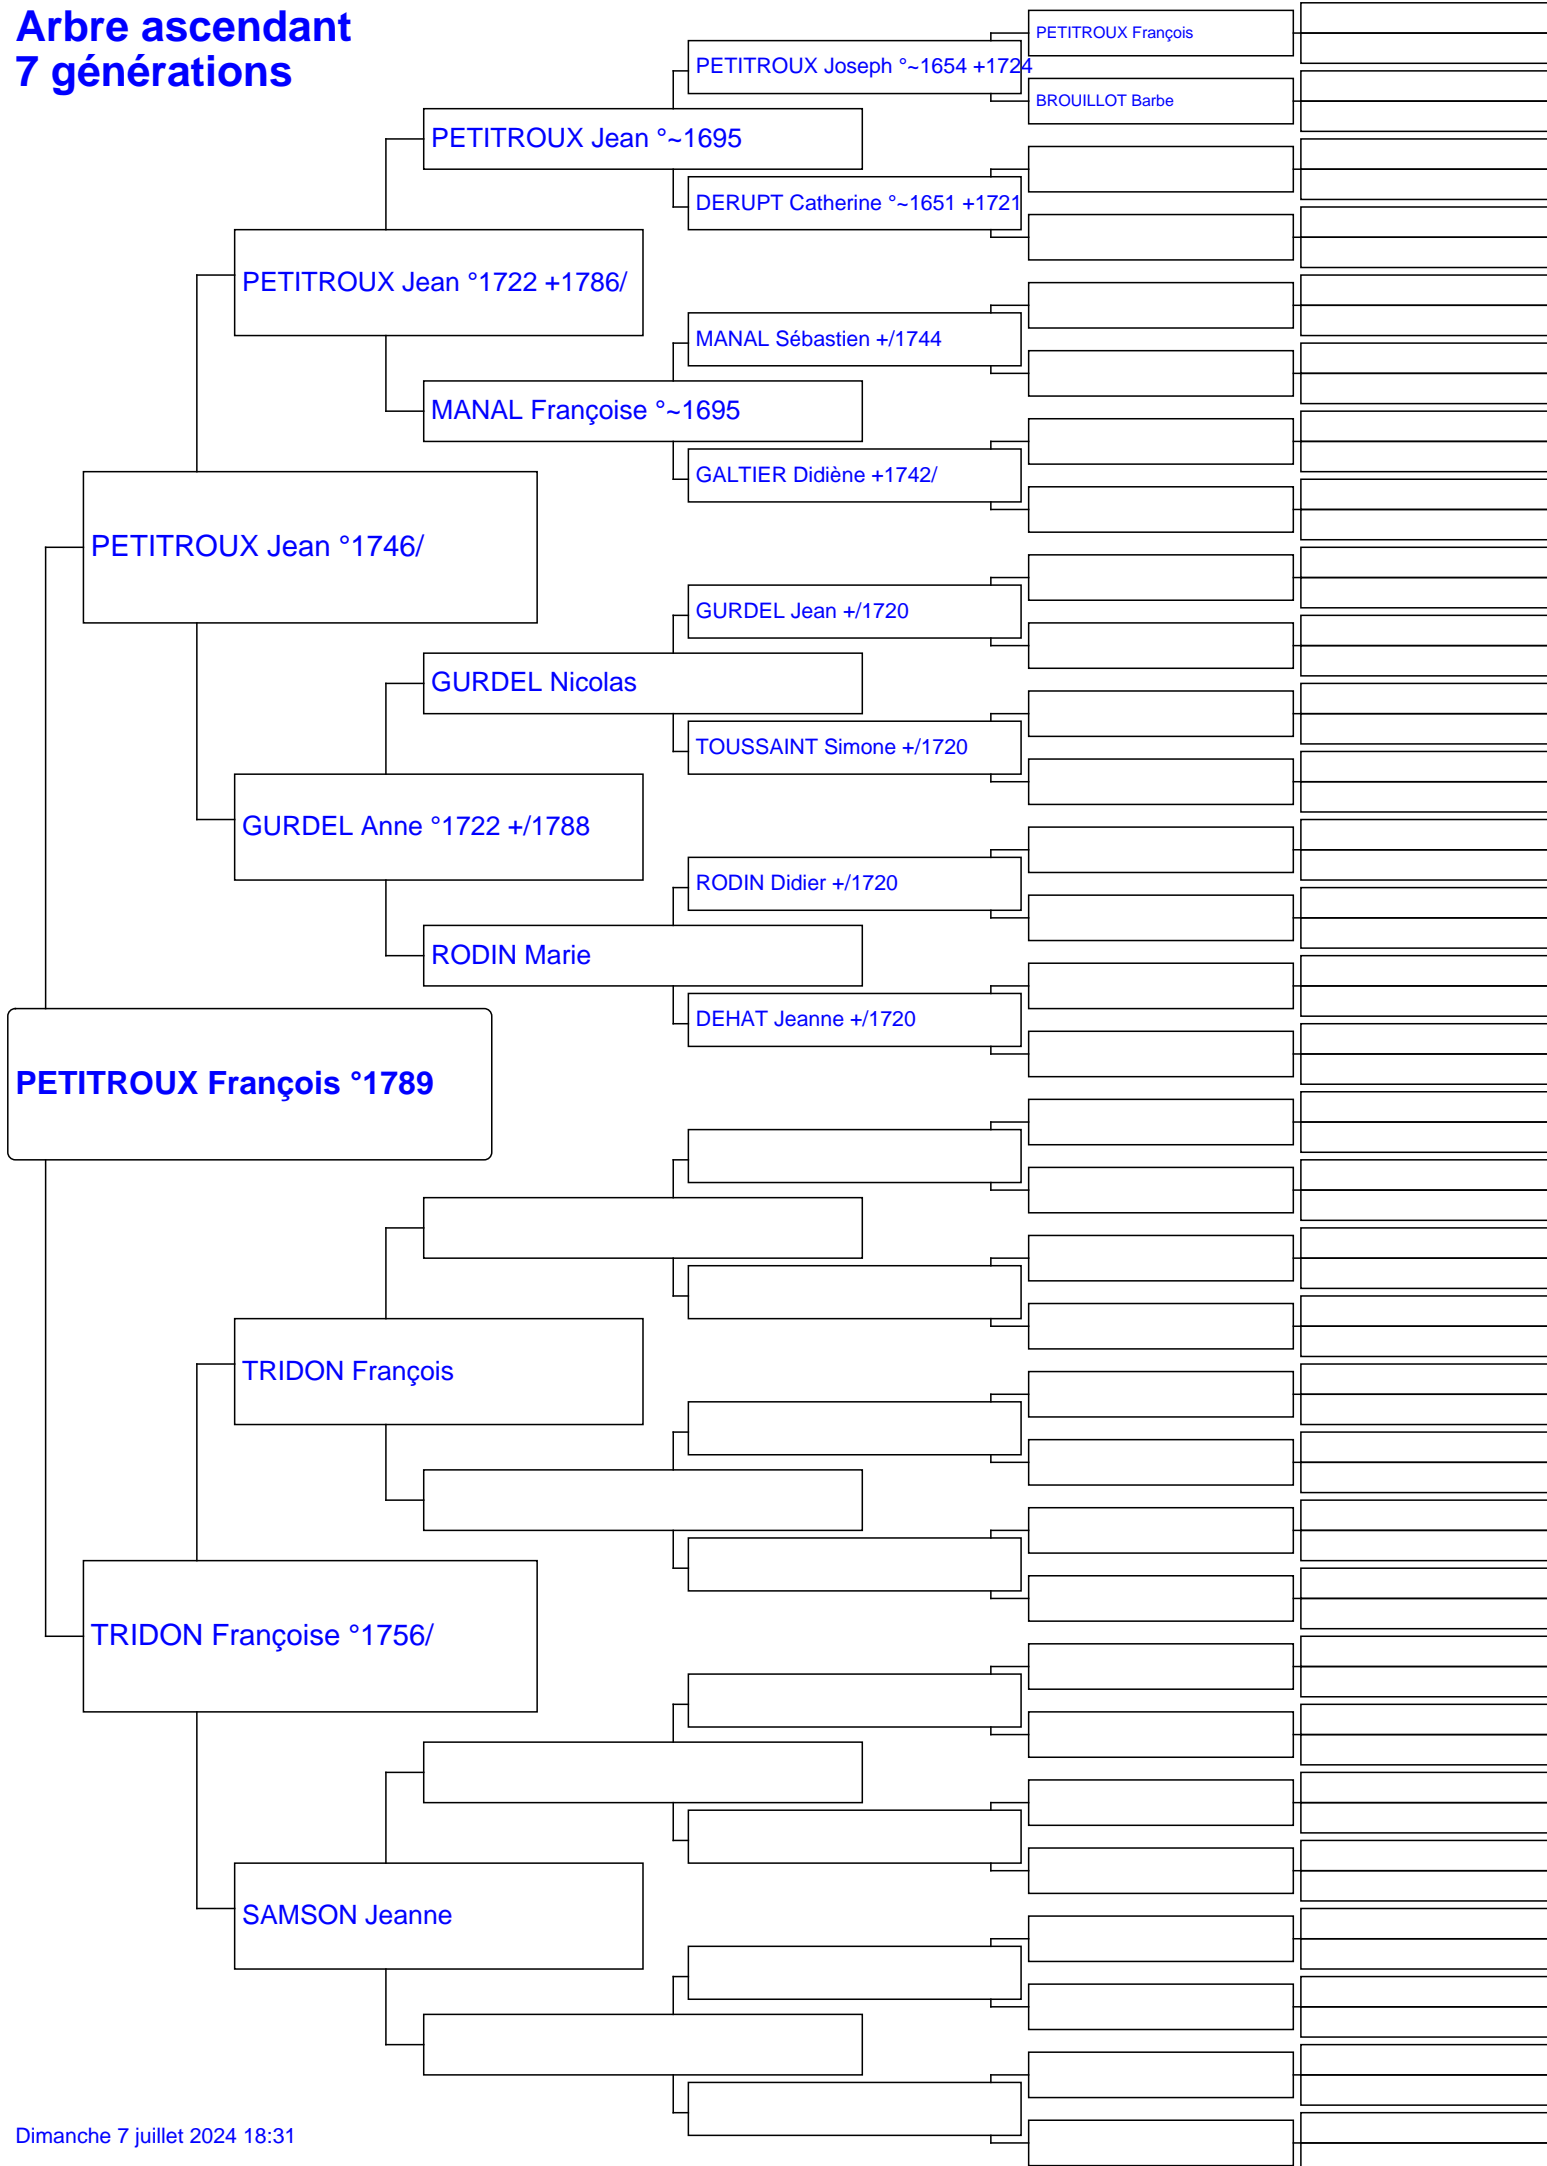 Arbre ascendant
7 générations
PETITROUX François
PETITROUX Joseph °~1654 +1724
BROUILLOT Barbe
PETITROUX Jean °~1695
DERUPT Catherine °~1651 +1721
PETITROUX Jean °1722 +1786/
MANAL Sébastien +/1744
MANAL Françoise °~1695
GALTIER Didiène +1742/
PETITROUX Jean °1746/
GURDEL Jean +/1720
GURDEL Nicolas
TOUSSAINT Simone +/1720
GURDEL Anne °1722 +/1788
RODIN Didier +/1720
RODIN Marie
DEHAT Jeanne +/1720
PETITROUX François °1789
TRIDON François
TRIDON Françoise °1756/
SAMSON Jeanne
Dimanche 7 juillet 2024 18:31